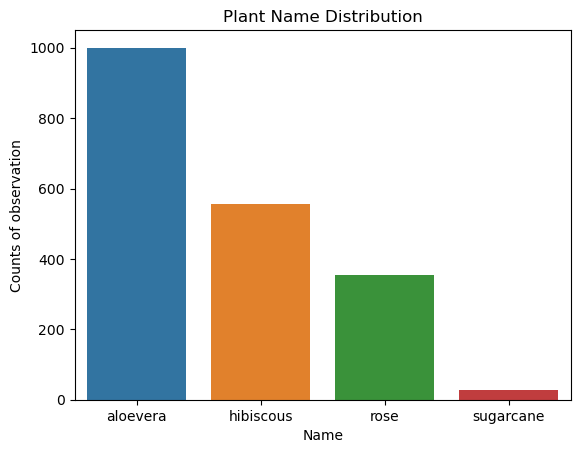 Plant Name Distribution
Counts of observation
1000
800
600
400
200
0
aloevera hibiscous rose sugarcane
Name